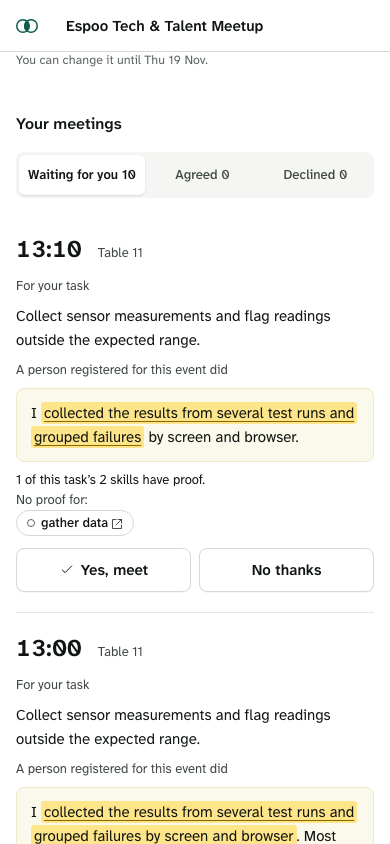 Espoo Tech & Talent Meetup
You can change it until Thu 19 Nov.
Your meetings
Waiting for you 10
Agreed 0
Declined 0
13:10 Table 11
For your task
Collect sensor measurements and flag readings
outside the expected range.
A person registered for this event did
I collected the results from several test runs and
grouped failures by screen and browser.
1 of this task's 2 skills have proof.
No proof for:
gather data
Yes, meet
No thanks
13:00 Table 11
For your task
Collect sensor measurements and flag readings
outside the expected range.
A person registered for this event did
I collected the results from several test runs and
grouped failures by screen and browser. Most